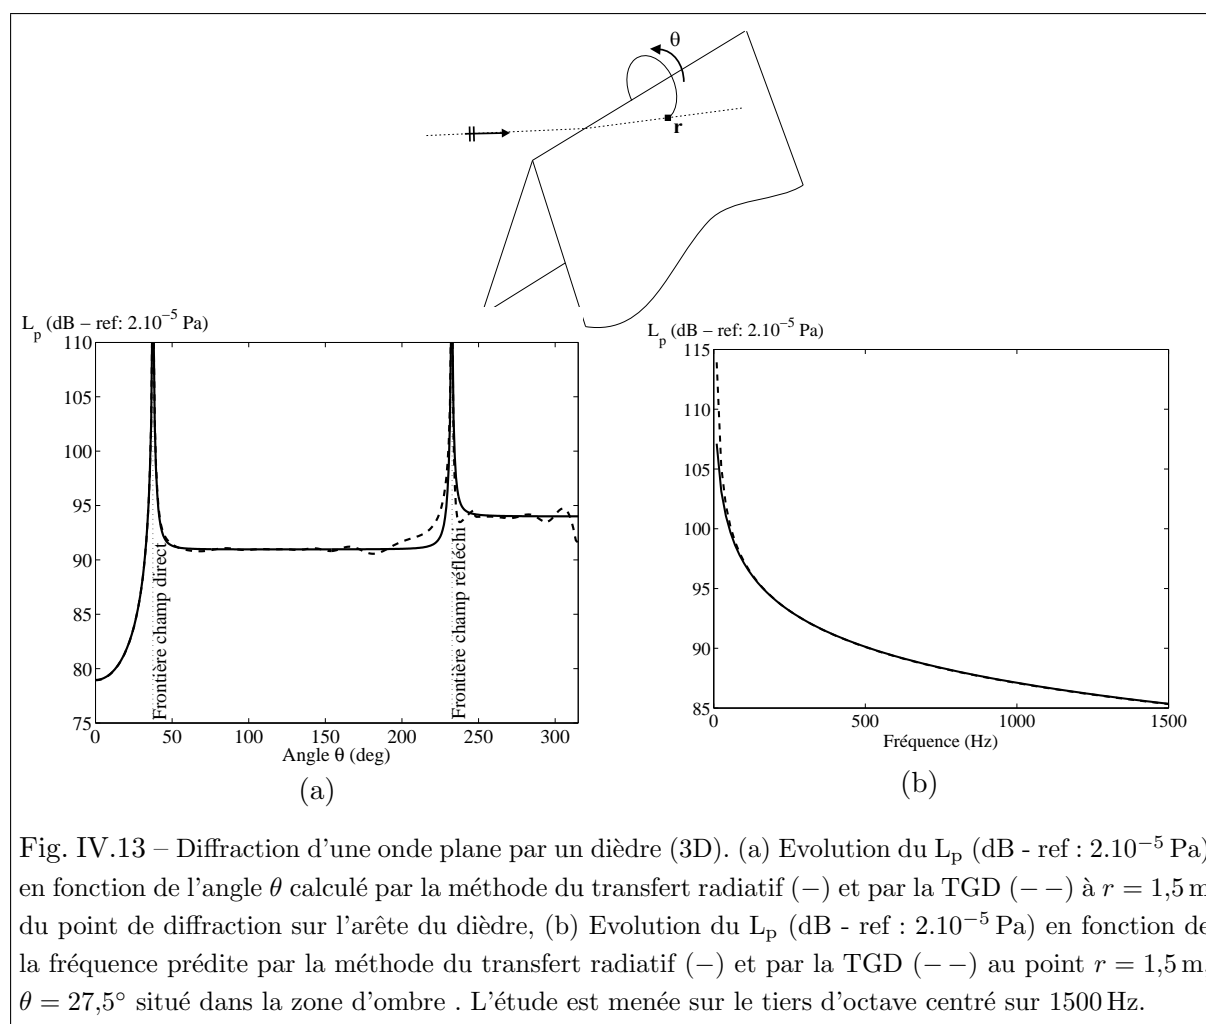 θ
r
L_p (dB – ref: 2.10^−5 Pa)
110
105
100
95
90
85
80
75
0 50 100 150 200 250 300
Frontière champ direct
Frontière champ réfléchi
Angle θ (deg)
(a)
L_p (dB – ref: 2.10^−5 Pa)
115
110
105
100
95
90
85
0 500 1000 1500
Fréquence (Hz)
(b)
Fig. IV.13 – Diffraction d'une onde plane par un dièdre (3D). (a) Evolution du L_p (dB - ref : 2.10^−5 Pa)
en fonction de l'angle θ calculé par la méthode du transfert radiatif (−) et par la TGD (− −) à r = 1,5 m
du point de diffraction sur l'arête du dièdre, (b) Evolution du L_p (dB - ref : 2.10^−5 Pa) en fonction de
la fréquence prédite par la méthode du transfert radiatif (−) et par la TGD (− −) au point r = 1,5 m,
θ = 27,5° situé dans la zone d'ombre . L'étude est menée sur le tiers d'octave centré sur 1500 Hz.